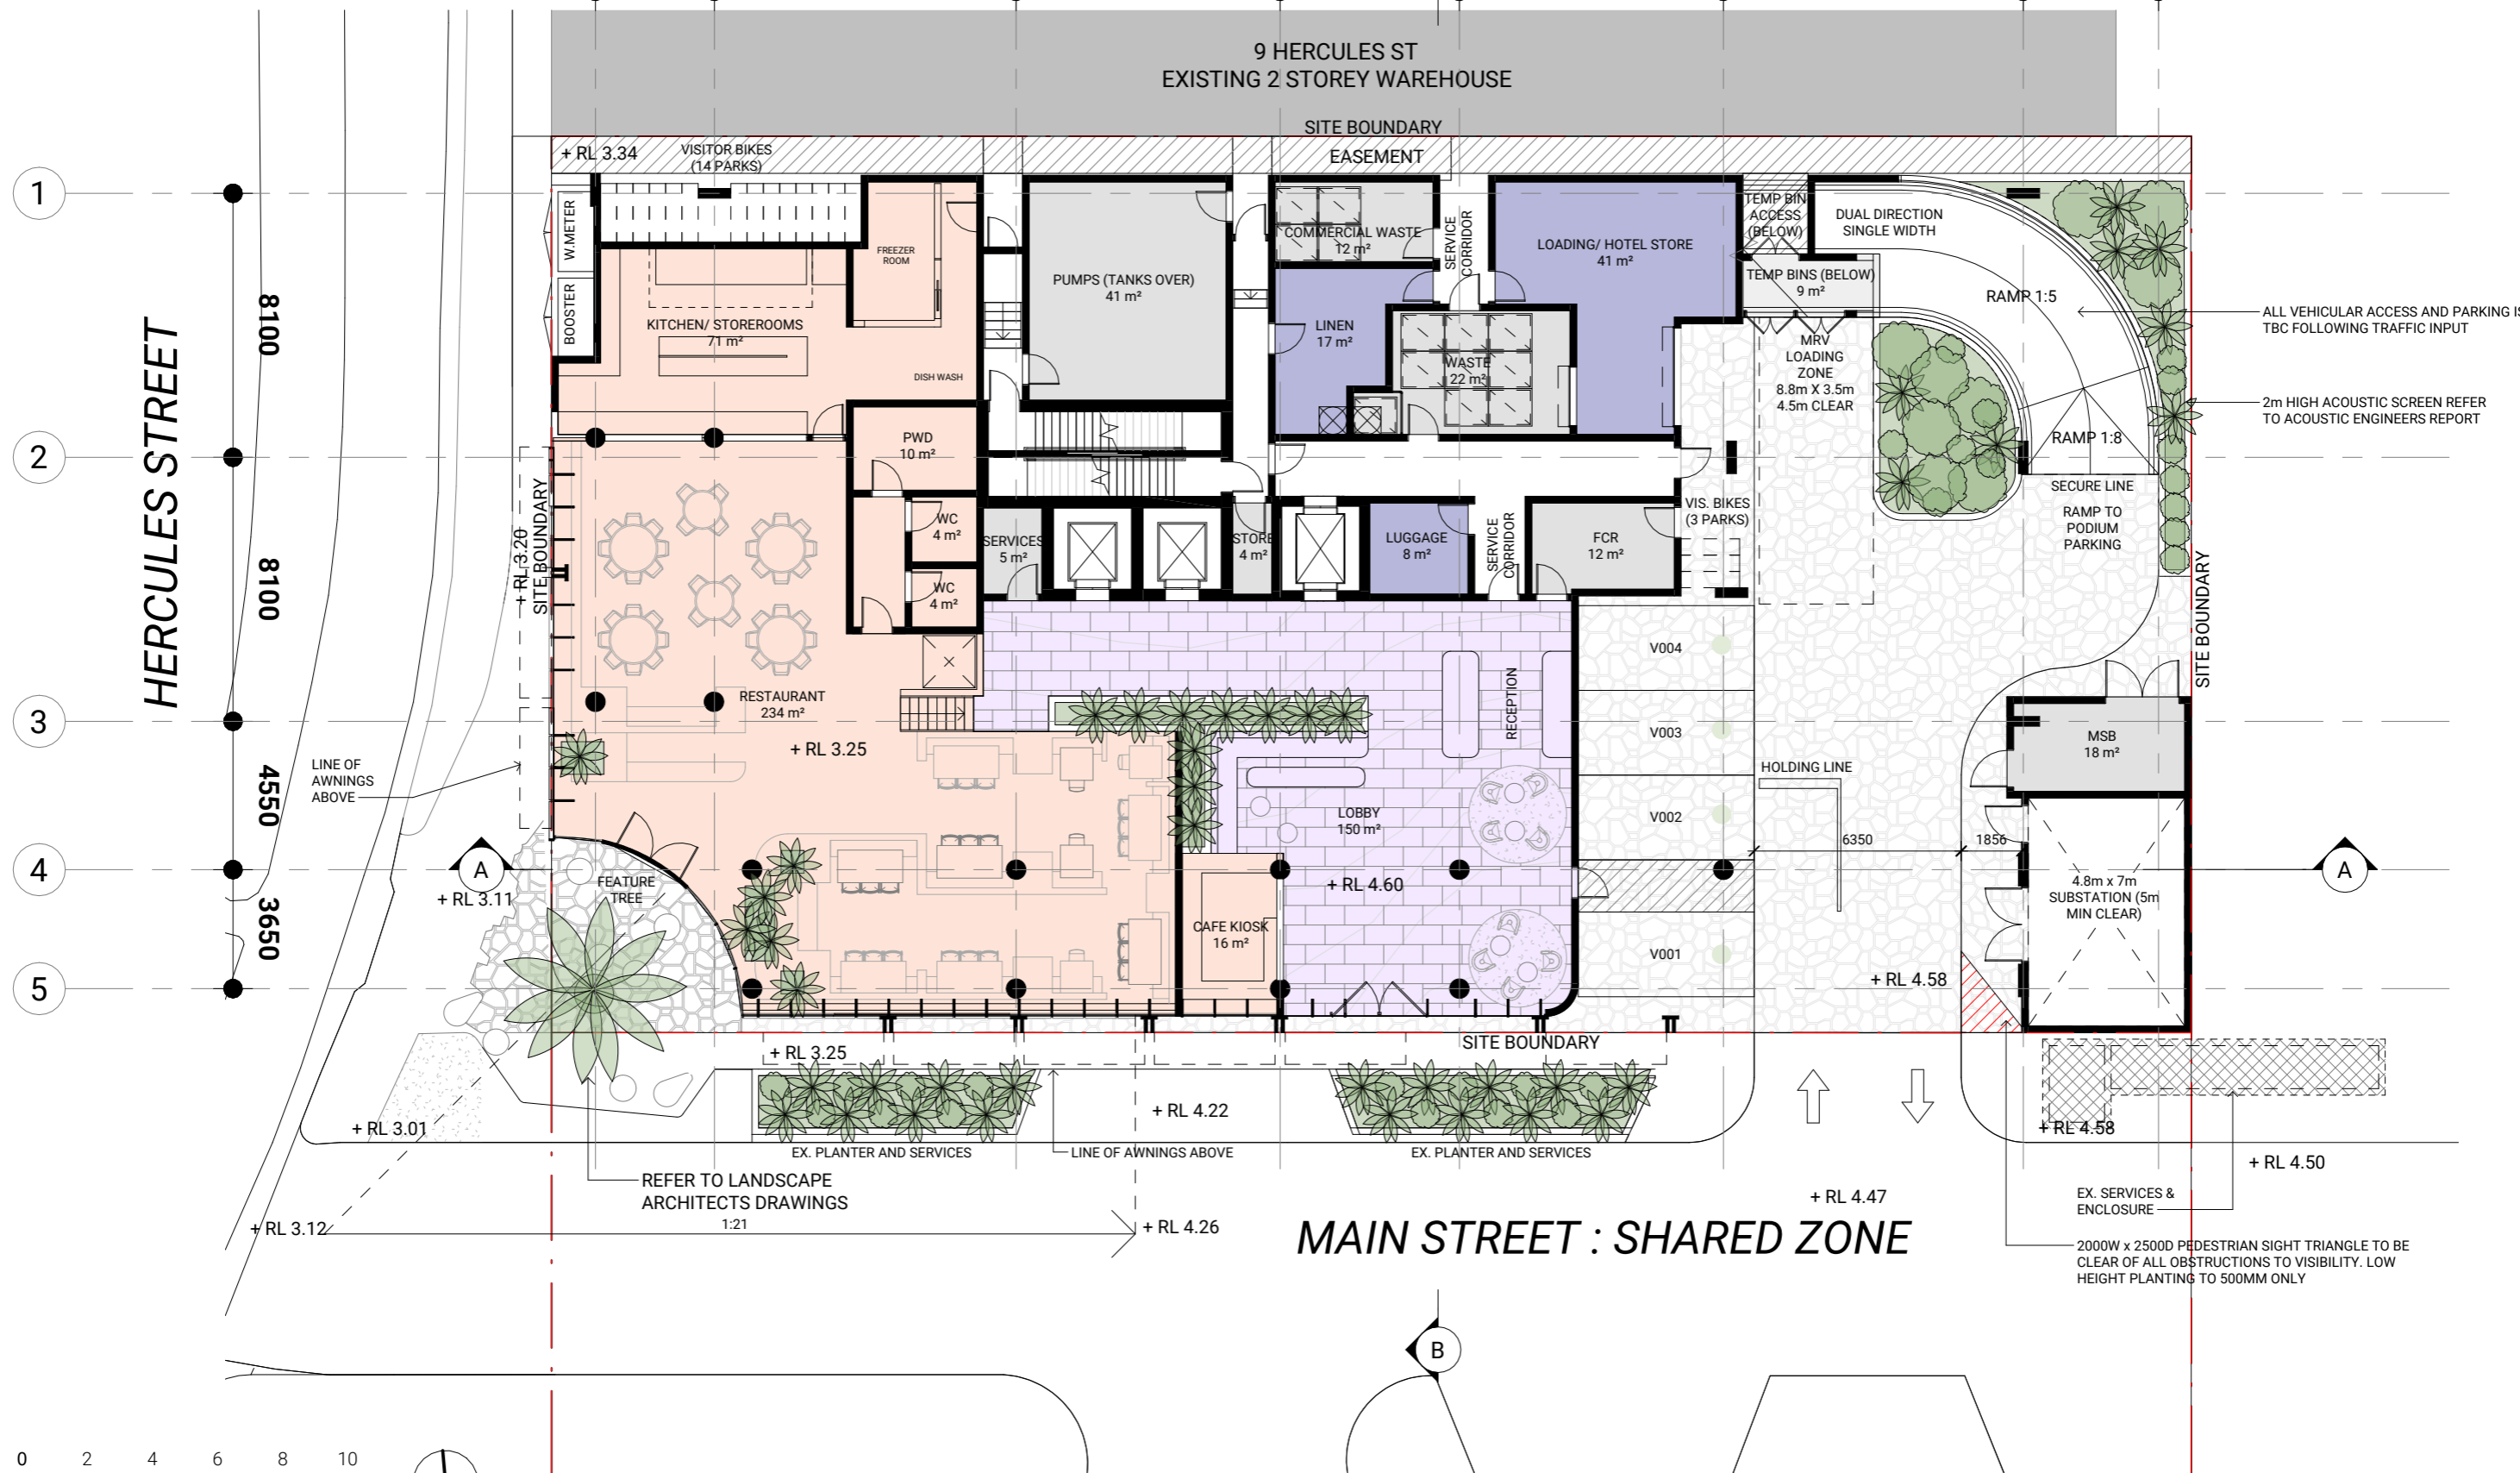 9 HERCULES ST
EXISTING 2 STOREY WAREHOUSE
SITE BOUNDARY
EASEMENT
+ RL 3.34
VISITOR BIKES
(14 PARKS)
1
W.METER
BOOSTER
FREEZER
ROOM
KITCHEN/ STOREROOMS
71 m²
DISH WASH
PUMPS (TANKS OVER)
41 m²
COMMERCIAL WASTE
12 m²
SERVICE
CORRIDOR
LOADING/ HOTEL STORE
41 m²
TEMP BIN
ACCESS
(BELOW)
DUAL DIRECTION
SINGLE WIDTH
TEMP BINS (BELOW)
9 m²
RAMP 1:5
ALL VEHICULAR ACCESS AND PARKING IS
TBC FOLLOWING TRAFFIC INPUT
LINEN
17 m²
WASTE
22 m²
MRV
LOADING
ZONE
8.8m X 3.5m
4.5m CLEAR
2m HIGH ACOUSTIC SCREEN REFER
TO ACOUSTIC ENGINEERS REPORT
RAMP 1:8
HERCULES STREET
8100
8100
4550
3650
2
PWD
10 m²
SITE BOUNDARY
+ RL 3.20
WC
4 m²
WC
4 m²
SERVICES
5 m²
STORE
4 m²
LUGGAGE
8 m²
SERVICE
CORRIDOR
FCR
12 m²
VIS. BIKES
(3 PARKS)
SECURE LINE
RAMP TO
PODIUM
PARKING
SITE BOUNDARY
V004
V003
V002
V001
3
RESTAURANT
234 m²
+ RL 3.25
RECEPTION
MSB
18 m²
LINE OF
AWNINGS
ABOVE
HOLDING LINE
LOBBY
150 m²
6350
1856
4
A
A
FEATURE
TREE
+ RL 3.11
+ RL 4.60
4.8m x 7m
SUBSTATION (5m
MIN CLEAR)
CAFE KIOSK
16 m²
5
+ RL 4.58
+ RL 3.25
SITE BOUNDARY
+ RL 4.22
+ RL 3.01
+ RL 4.58
EX. PLANTER AND SERVICES
LINE OF AWNINGS ABOVE
EX. PLANTER AND SERVICES
+ RL 4.50
REFER TO LANDSCAPE
ARCHITECTS DRAWINGS
+ RL 4.47
EX. SERVICES &
ENCLOSURE
+ RL 3.12
1:21
+ RL 4.26
MAIN STREET : SHARED ZONE
2000W x 2500D PEDESTRIAN SIGHT TRIANGLE TO BE
CLEAR OF ALL OBSTRUCTIONS TO VISIBILITY. LOW
HEIGHT PLANTING TO 500MM ONLY
B
0 2 4 6 8 10